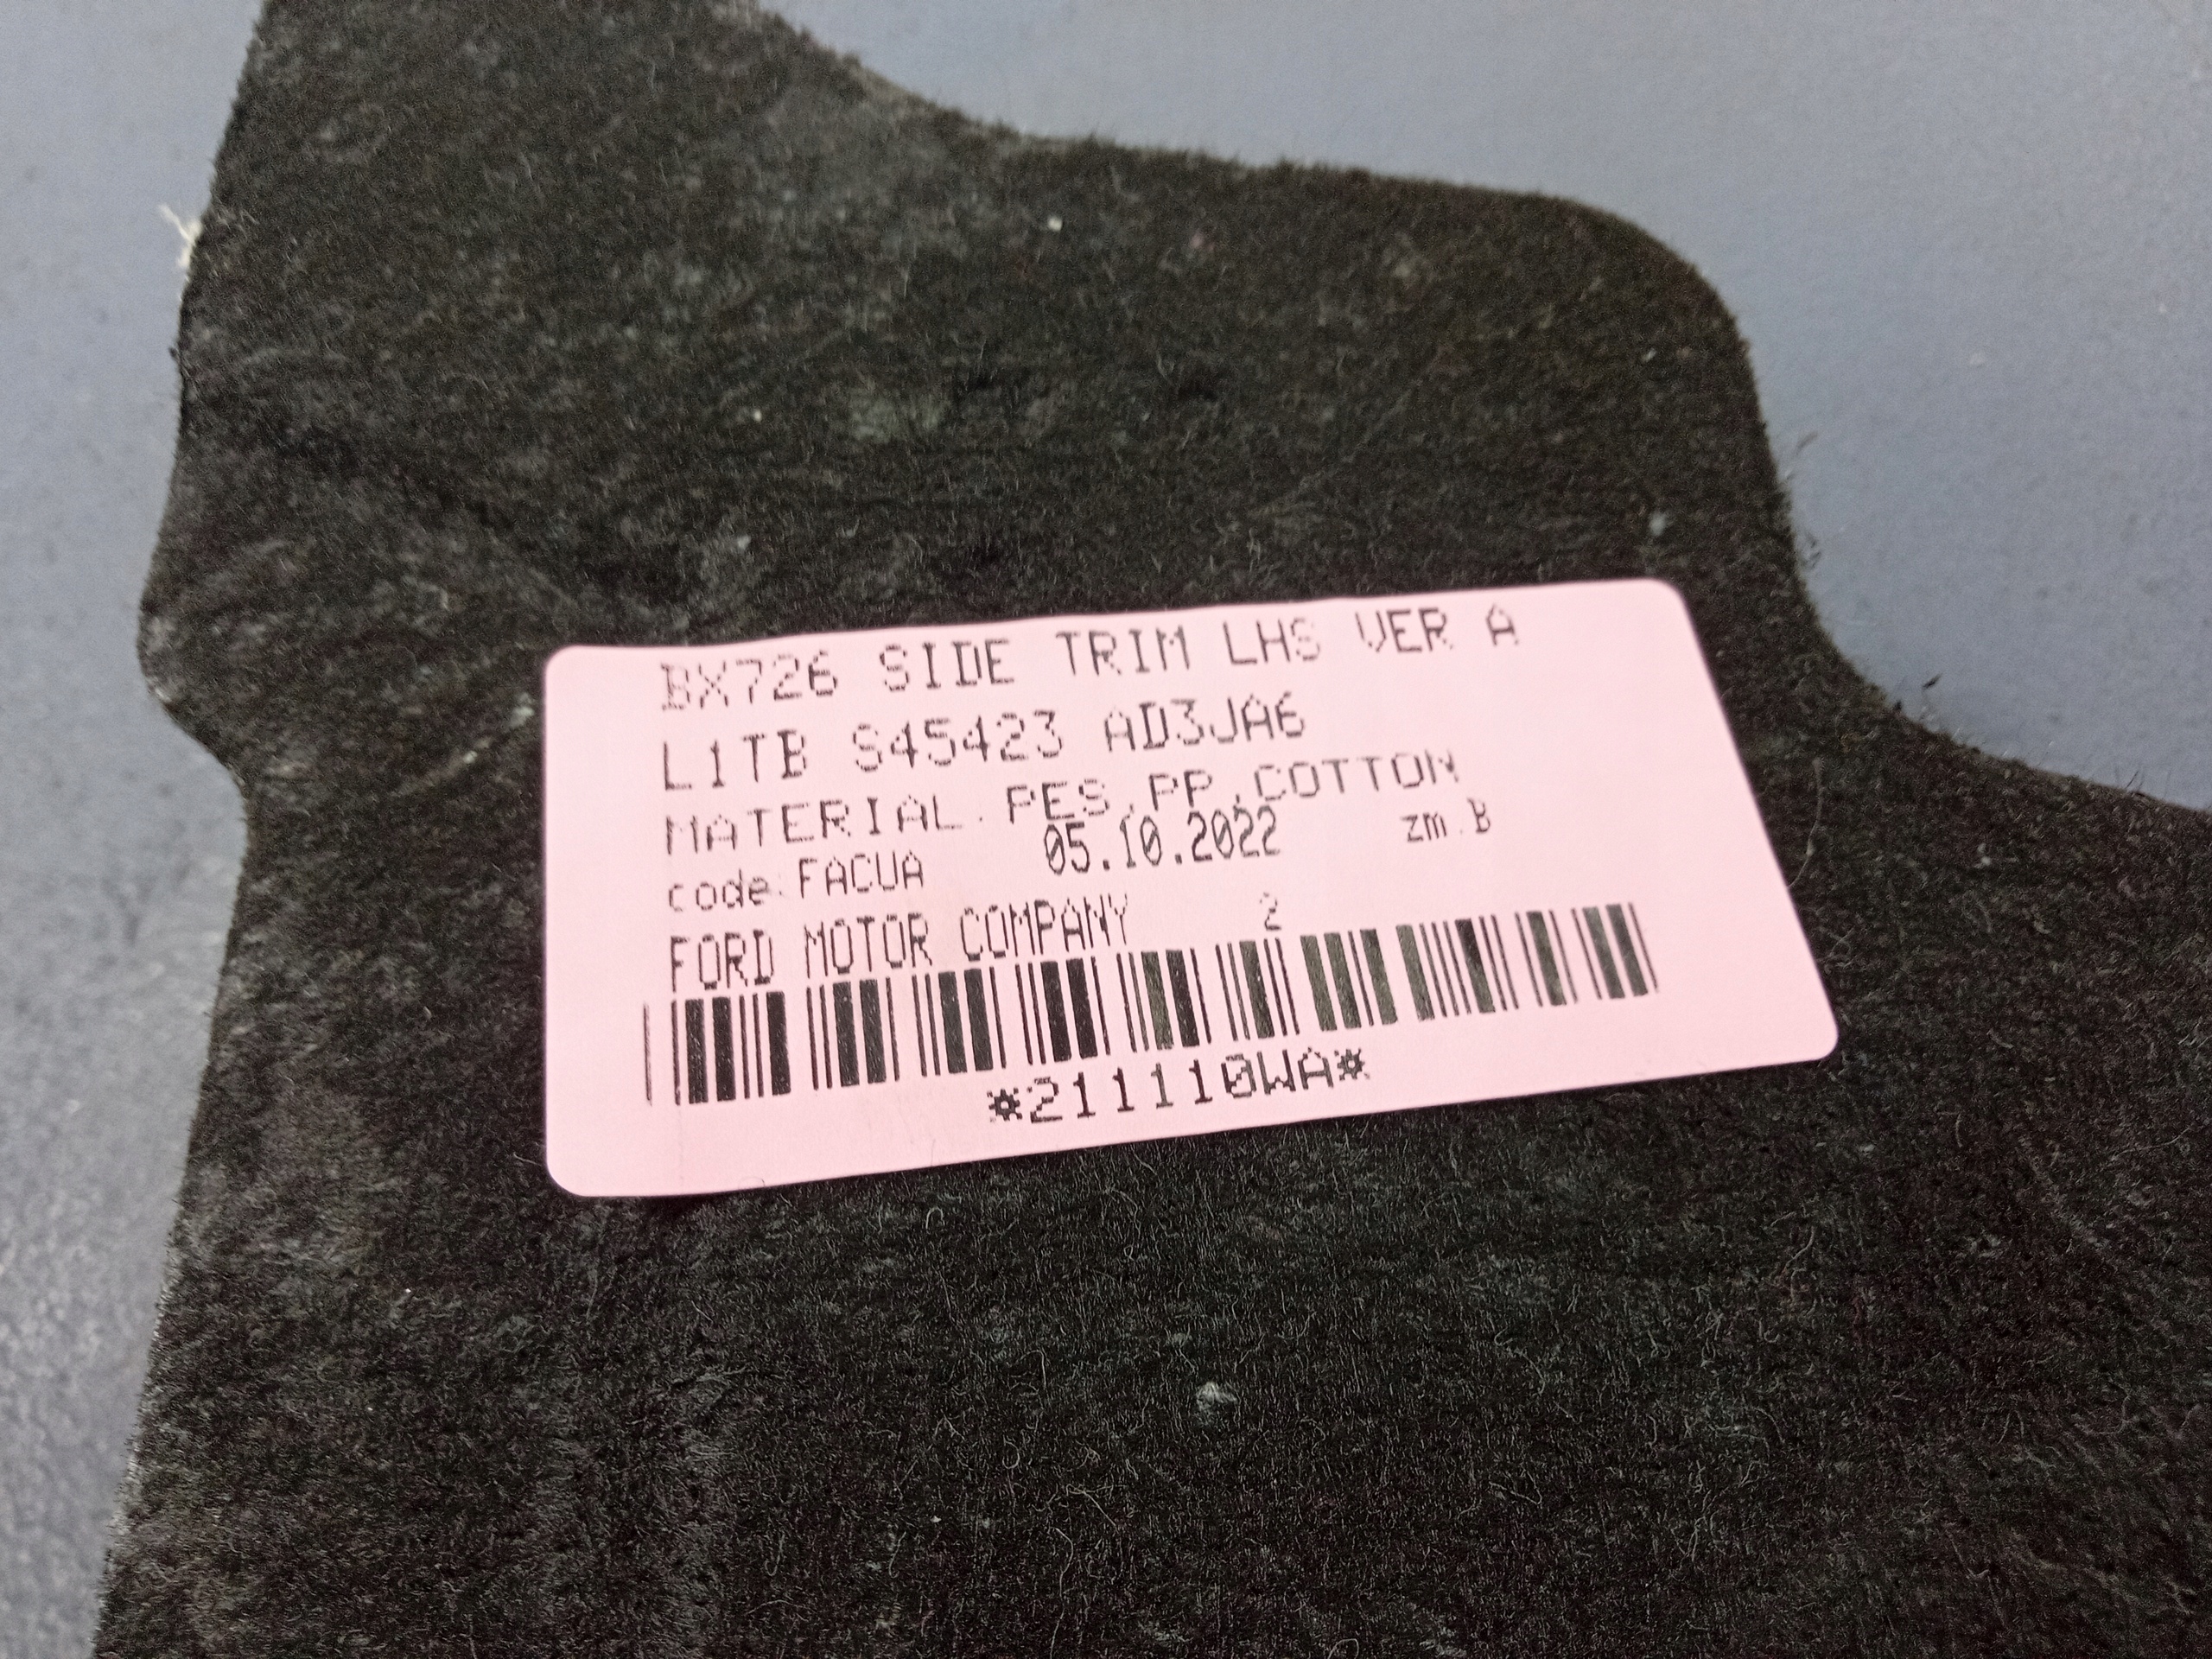 BX726 SIDE TRIM LHS VER A
L1TB S45423 AD3JA6
MATERIAL. PES,PP,COTTON
code: FACUA 05.10.2022 zm.B
FORD MOTOR COMPANY 2
*211110WA*